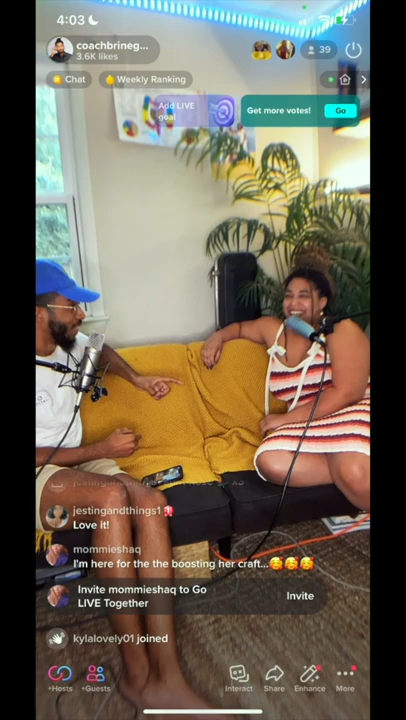 4:03
coachbrineg...
3.6K likes
39
Chat
Weekly Ranking
Add LIVE
goal
Get more votes!
Go
jestingandthings1
Love it!
mommieshaq
I'm here for the the boosting her craft...🥰🥰🥰
Invite mommieshaq to Go
LIVE Together
Invite
kylalovely01 joined
+Hosts
+Guests
Interact
Share
Enhance
More